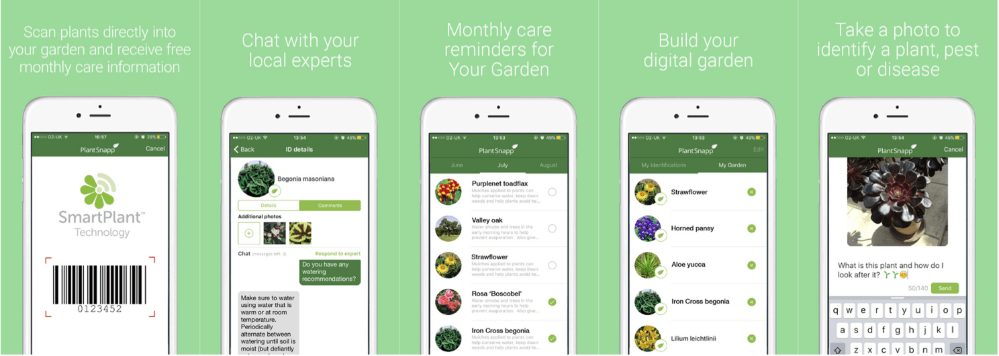 Scan plants directly into
your garden and receive free
monthly care information
O2-UK
16:57
29%
PlantSnapp
Cancel
SmartPlant™
Technology
0123452
Chat with your
local experts
O2-UK
13:54
48%
Back
ID details
Begonia masoniana
Details
Comments
Additional photos
Chat (messages left: 3)
Respond to expert
Do you have any
watering
recommendations?
Make sure to water
using water that is
warm or at room
temperature.
Periodically
alternate between
watering until soil is
moist (but defiantly
Monthly care
reminders for
Your Garden
O2-UK
13:53
49%
PlantSnapp
June
July
August
Purplenet toadflax
Mulches applied to plants can
help conserve water, keep down
weeds and help plants avoid he...
Valley oak
Water shrubs and trees in the
early morning hours to help
prevent evaporation. Also give...
Strawflower
Mulches applied to plants can
help conserve water, keep down
weeds and help plants avoid he...
Rosa ‘Boscobel’
Water shrubs and trees in the
early morning hours to help
prevent evaporation. Also give...
Iron Cross begonia
Mulches applied to plants can
help conserve water, keep down
weeds and help plants avoid he...
Build your
digital garden
O2-UK
13:53
49%
PlantSnapp
Edit
My Identifications
My Garden
Strawflower
Horned pansy
Aloe yucca
Iron Cross begonia
Lilium leichtlinii
Take a photo to
identify a plant, pest
or disease
O2-UK
13:54
48%
PlantSnapp
Cancel
What is this plant and how do I
look after it? 🌱🌱😊
50/140
Send
q w e r t y u i o p
a s d f g h j k l
z x c v b n m